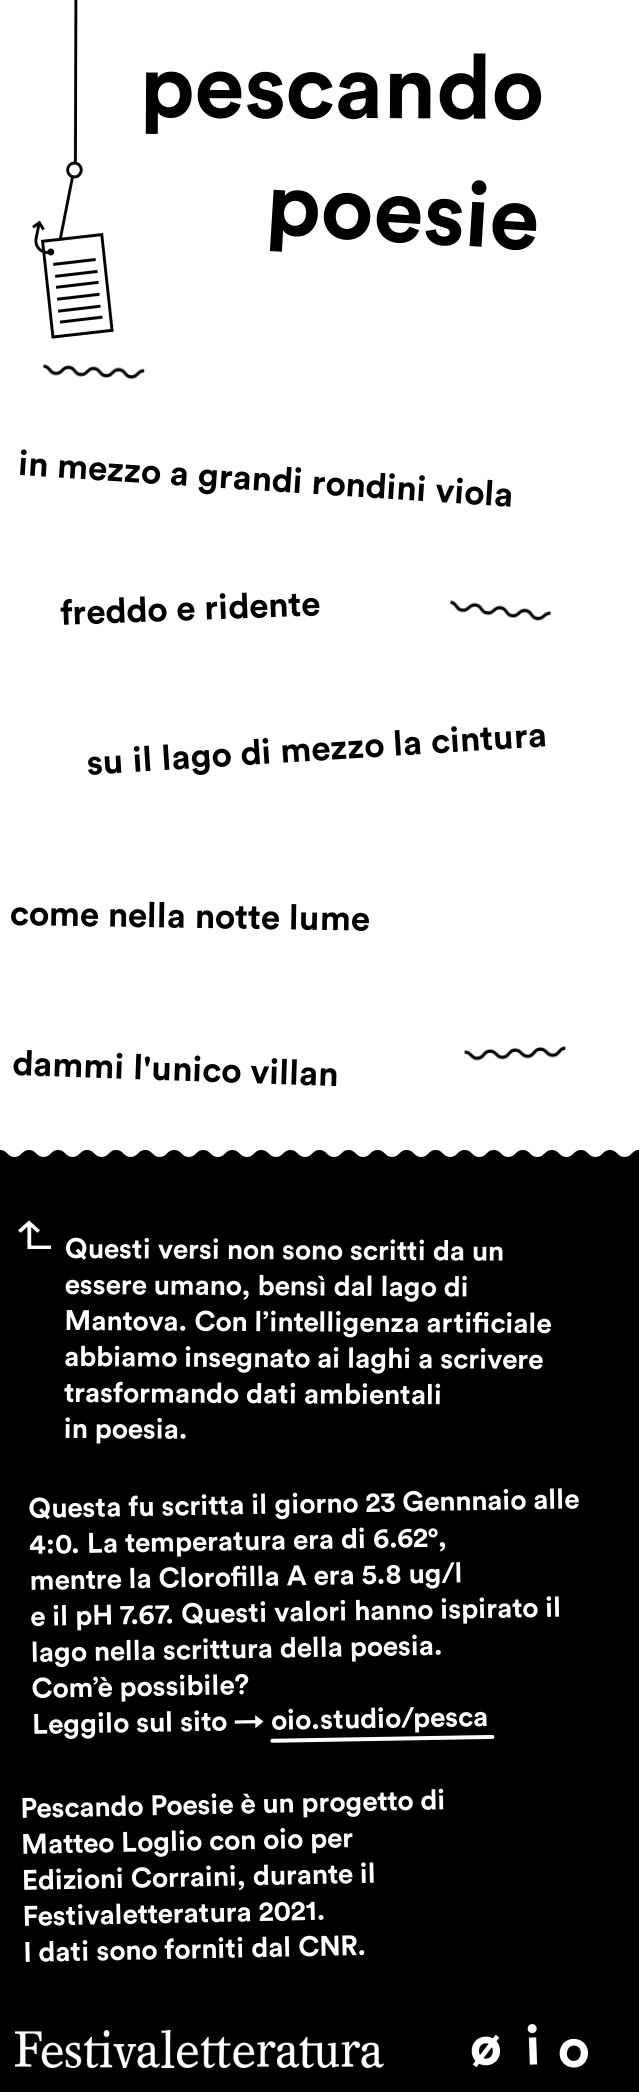 pescando
poesie
in mezzo a grandi rondini viola
freddo e ridente
su il lago di mezzo la cintura
come nella notte lume
dammi l'unico villan
Questi versi non sono scritti da un
essere umano, bensì dal lago di
Mantova. Con l’intelligenza artificiale
abbiamo insegnato ai laghi a scrivere
trasformando dati ambientali
in poesia.
Questa fu scritta il giorno 23 Gennnaio alle
4:0. La temperatura era di 6.62°,
mentre la Clorofilla A era 5.8 ug/l
e il pH 7.67. Questi valori hanno ispirato il
lago nella scrittura della poesia.
Com’è possibile?
Leggilo sul sito → oio.studio/pesca
Pescando Poesie è un progetto di
Matteo Loglio con oio per
Edizioni Corraini, durante il
Festivaletteratura 2021.
I dati sono forniti dal CNR.
Festivaletteratura ø i o